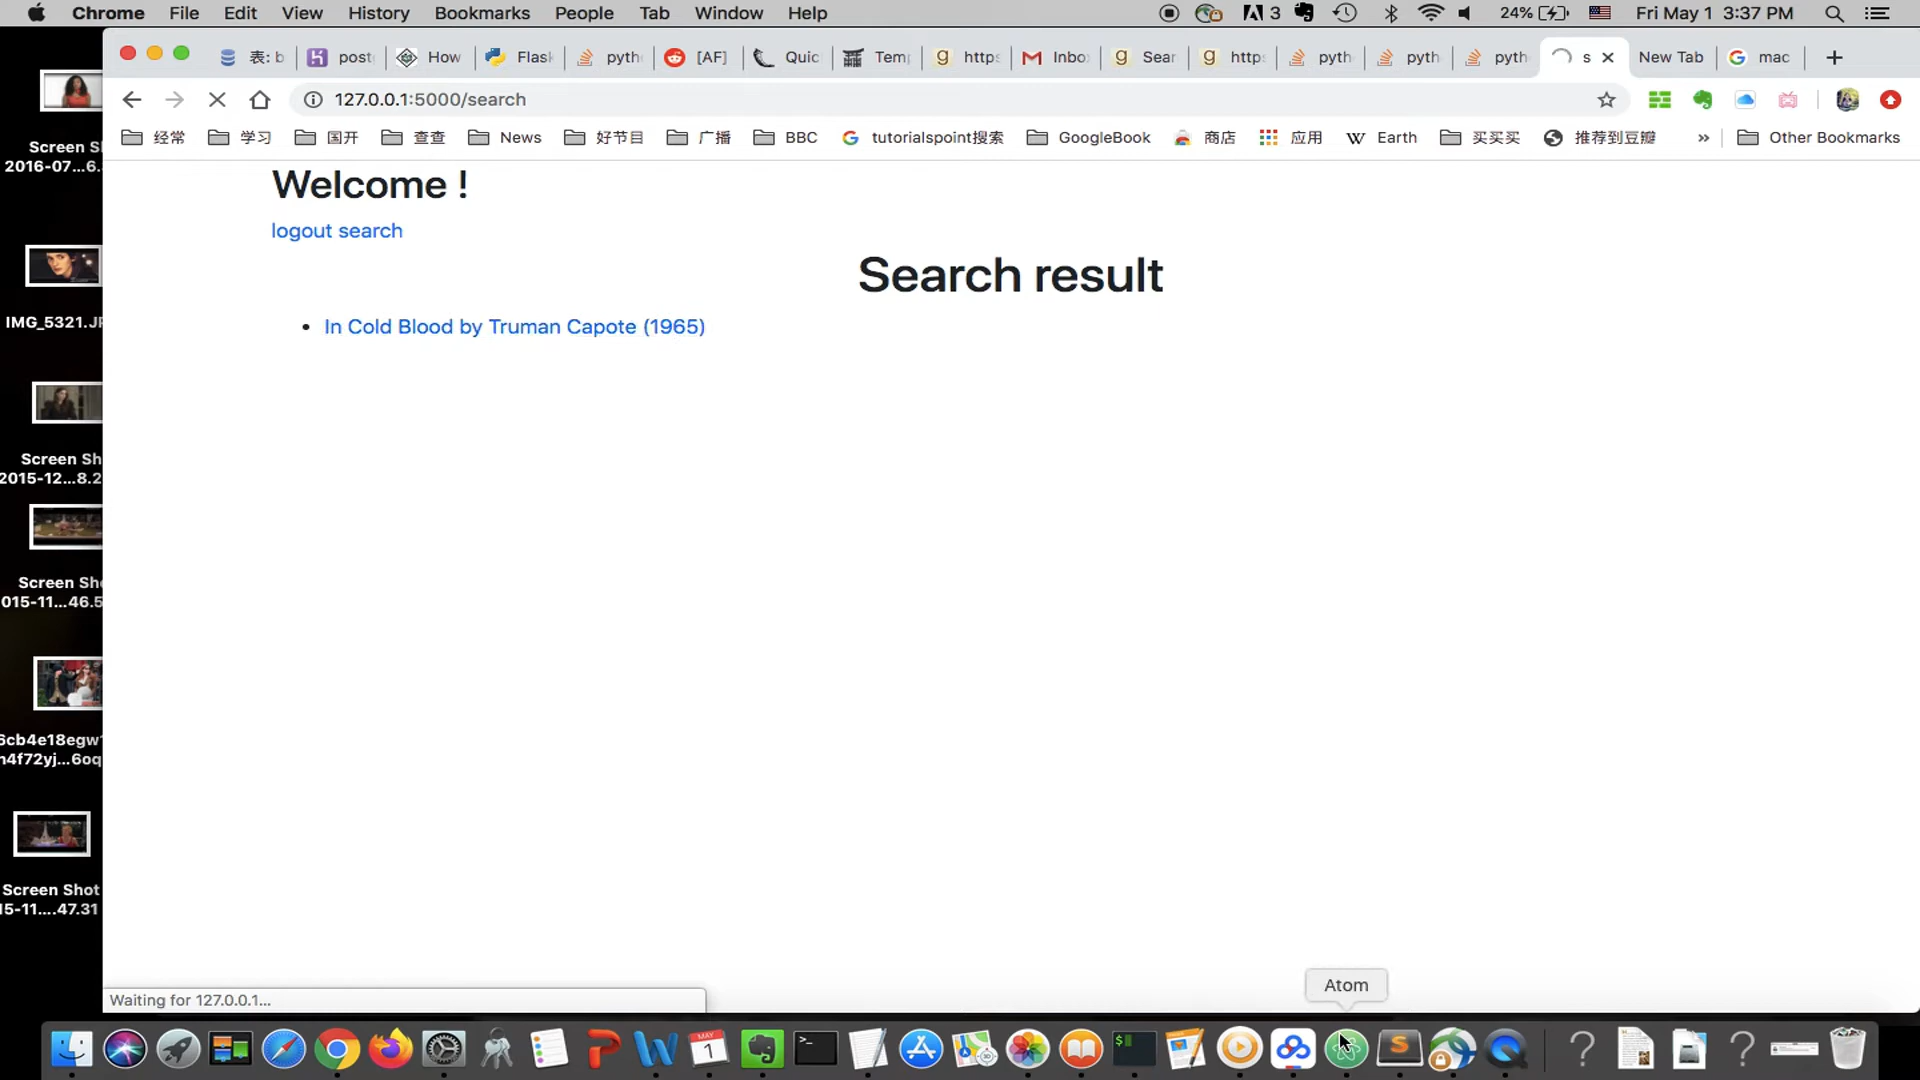 Chrome File Edit View History Bookmarks People Tab Window Help 3 24% Fri May 1 3:37 PM
表: b post How Flask pyth [AF] Quic Temp https Inbo Sear https pyth pyth pyth s New Tab mac
127.0.0.1:5000/search
经常 学习 国开 查查 News 好节目 广播 BBC tutorialspoint搜索 GoogleBook 商店 应用 Earth 买买买 推荐到豆瓣 » Other Bookmarks
Welcome !
logout search
Search result
• In Cold Blood by Truman Capote (1965)
Screen S
2016-07...6.
IMG_5321.J
Screen Sh
2015-12...8.2
Screen Sh
015-11...46.5
6cb4e18egw
n4f72yj...6oq
Screen Shot
15-11....47.31
Waiting for 127.0.0.1...
Atom
MAY
1